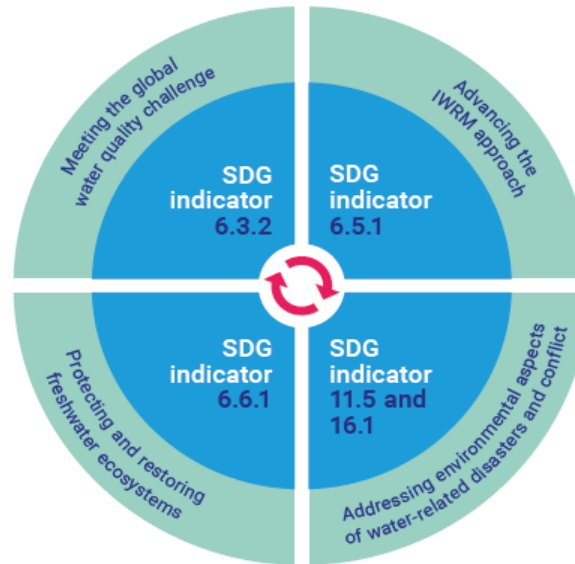 Meeting the global
water quality challenge
SDG
indicator
6.3.2
Advancing the
IWRM approach
SDG
indicator
6.5.1
SDG
indicator
6.6.1
Protecting and restoring
freshwater ecosystems
SDG
indicator
11.5 and
16.1
Addressing environmental aspects
of water-related disasters and conflict